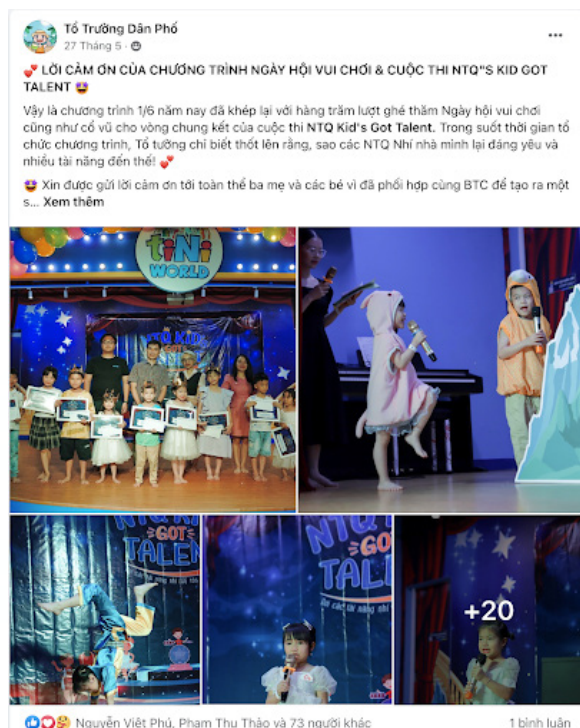 Tổ Trưởng Dân Phố
27 Tháng 5 ·
💕 LỜI CẢM ƠN CỦA CHƯƠNG TRÌNH NGÀY HỘI VUI CHƠI & CUỘC THI NTQ"S KID GOT
TALENT 🤩
Vậy là chương trình 1/6 năm nay đã khép lại với hàng trăm lượt ghé thăm Ngày hội vui chơi
cũng như cổ vũ cho vòng chung kết của cuộc thi NTQ Kid's Got Talent. Trong suốt thời gian tổ
chức chương trình, Tổ tưởng chỉ biết thốt lên rằng, sao các NTQ Nhí nhà mình lại đáng yêu và
nhiều tài năng đến thế! 💕
🤩 Xin được gửi lời cảm ơn tới toàn thể ba mẹ và các bé vì đã phối hợp cùng BTC để tạo ra một
s... Xem thêm
tiNi
WORLD
NTQ KID
GOT
TALENT
NTQ KI
GOT
TALEN
NTQ
GO
TALI
+20
Nguyễn Việt Phú, Phạm Thu Thảo và 73 người khác
1 bình luận